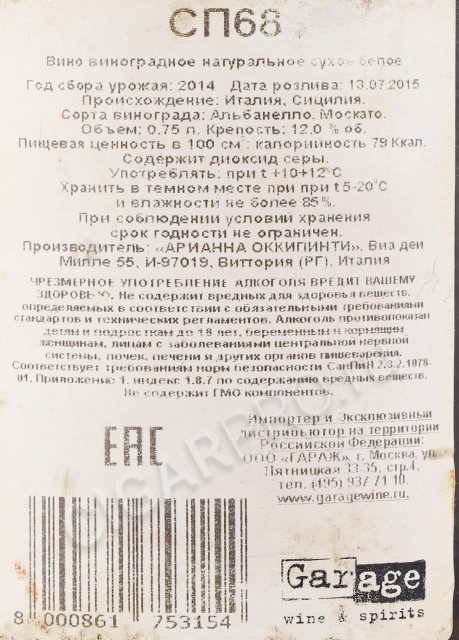 СП68
Вино виноградное натуральное сухое белое
Год сбора урожая: 2014 Дата розлива: 13.07.2015
Происхождение: Италия, Сицилия.
Сорта винограда: Альбанелло, Москато.
Объем: 0.75 л. Крепость: 12,0 % об.
Пищевая ценность в 100 см³: калорийность 79 Ккал.
Содержит диоксид серы.
Употреблять: при t +10+12°C
Хранить в темном месте при при t 5-20°C
и влажности не более 85%.
При соблюдении условий хранения
срок годности не ограничен.
Производитель: «АРИАННА ОККИПИНТИ», Виа деи
Милле 55, И-97019, Виттория (РГ), Италия
ЧРЕЗМЕРНОЕ УПОТРЕБЛЕНИЕ АЛКОГОЛЯ ВРЕДИТ ВАШЕМУ
ЗДОРОВЬЮ. Не содержит вредных для здоровья веществ,
определяемых в соответствии с обязательными требованиями
стандартов и технических регламентов. Алкоголь противопоказан
детям и подросткам до 18 лет, беременным и кормящим
женщинам, лицам с заболеваниями центральной нервной
системы, почек, печени и других органов пищеварения.
Соответствует требованиям норм безопасности СанПиН 2.3.2.1078-
01, Приложение 1, индекс 1.8.7 по содержанию вредных веществ.
Не содержит ГМО компонентов.
Импортер и Эксклюзивный
дистрибьютор на территории
Российской Федерации:
ООО «ГАРАЖ», г. Москва, ул.
Пятницкая 33-35, стр.4,
тел. (495) 937 71 10.
www.garagewine.ru.
EAC
8 000861 753154
Garage
wine & spirits